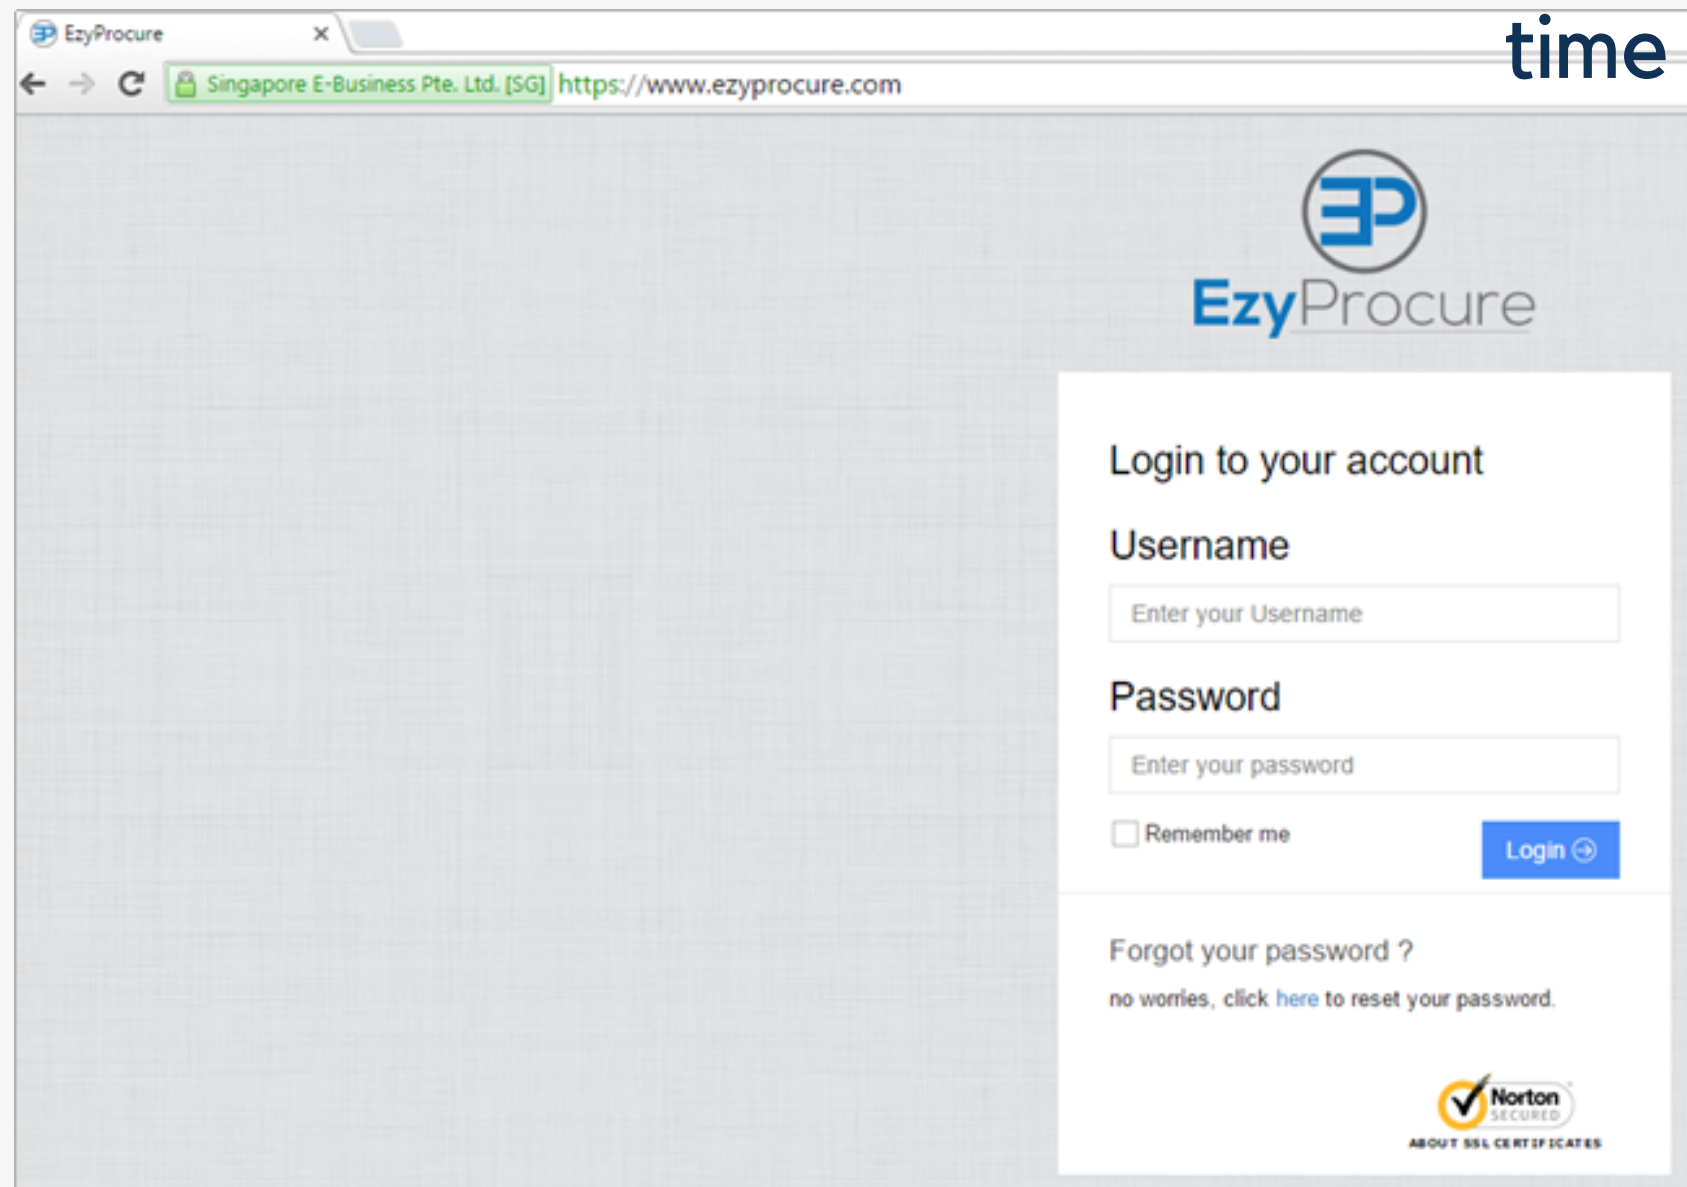 EzyProcure
time
Singapore E-Business Pte. Ltd. [SG] https://www.ezyprocure.com
EP
EzyProcure
Login to your account
Username
Enter your Username
Password
Enter your password
Remember me
Login
Forgot your password ?
no worries, click here to reset your password.
Norton
SECURED
ABOUT SSL CERTIFICATES